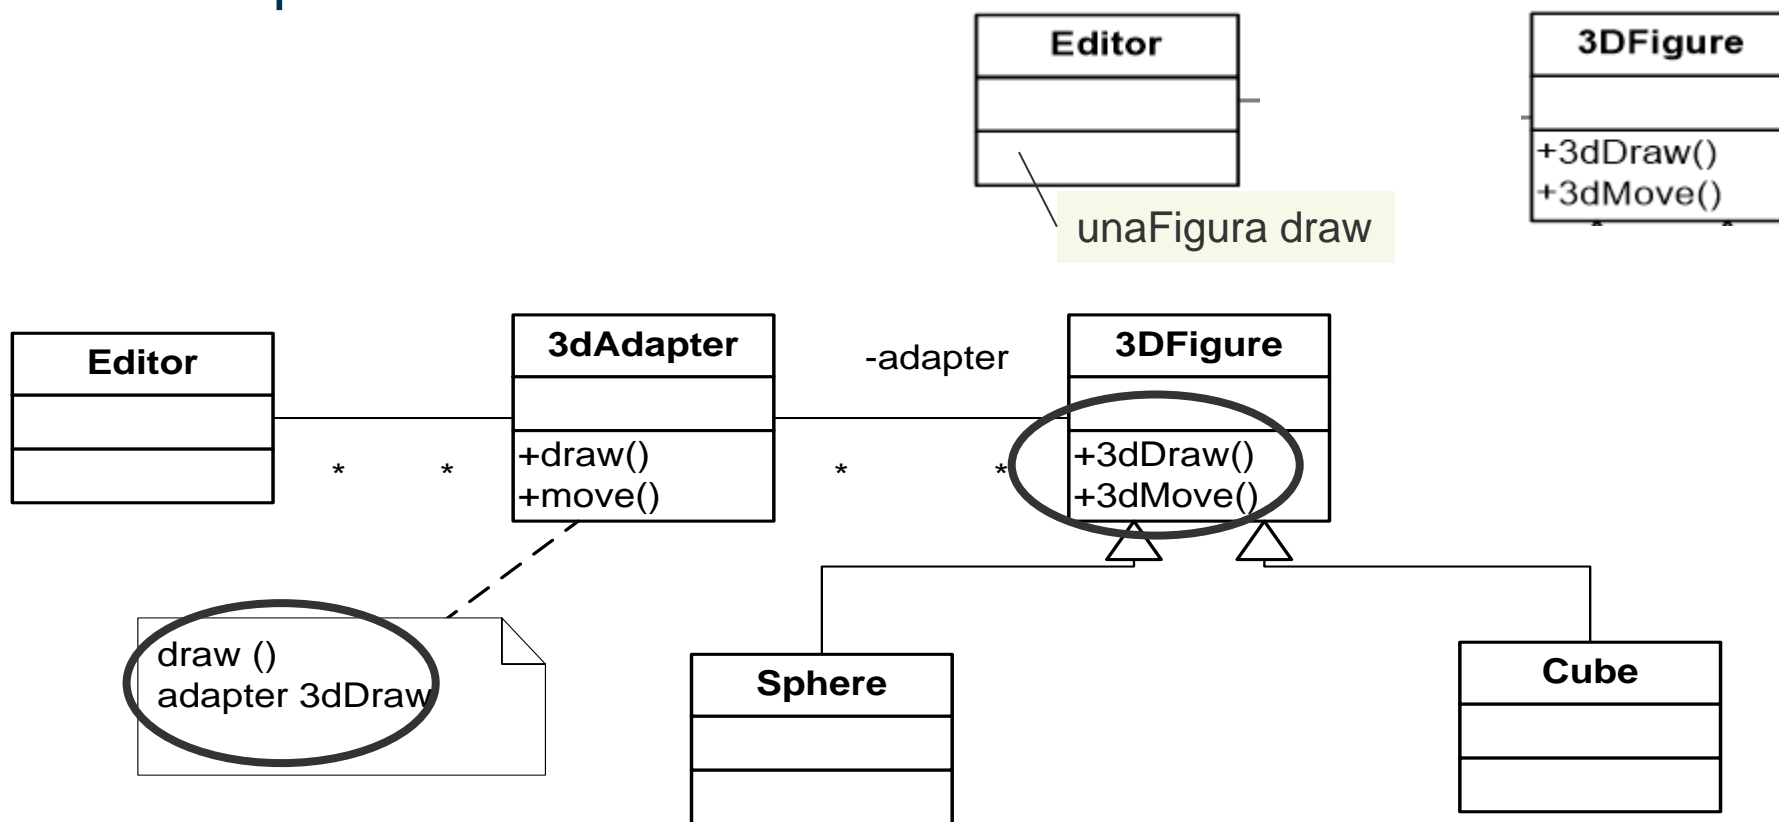 Editor
3DFigure
+3dDraw()
+3dMove()
unaFigura draw
Editor
3dAdapter
-adapter
3DFigure
+draw()
+move()
* * * *
+3dDraw()
+3dMove()
draw ()
adapter 3dDraw
Sphere
Cube